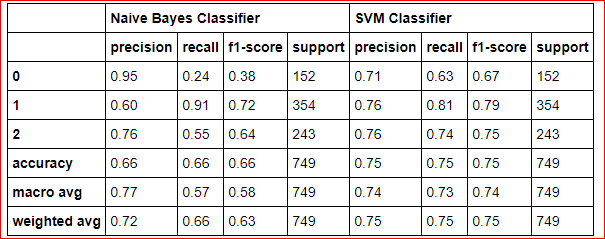 Naive Bayes Classifier SVM Classifier
precision recall f1-score support precision recall f1-score support
0 0.95 0.24 0.38 152 0.71 0.63 0.67 152
1 0.60 0.91 0.72 354 0.76 0.81 0.79 354
2 0.76 0.55 0.64 243 0.76 0.74 0.75 243
accuracy 0.66 0.66 0.66 749 0.75 0.75 0.75 749
macro avg 0.77 0.57 0.58 749 0.74 0.73 0.74 749
weighted avg 0.72 0.66 0.63 749 0.75 0.75 0.75 749